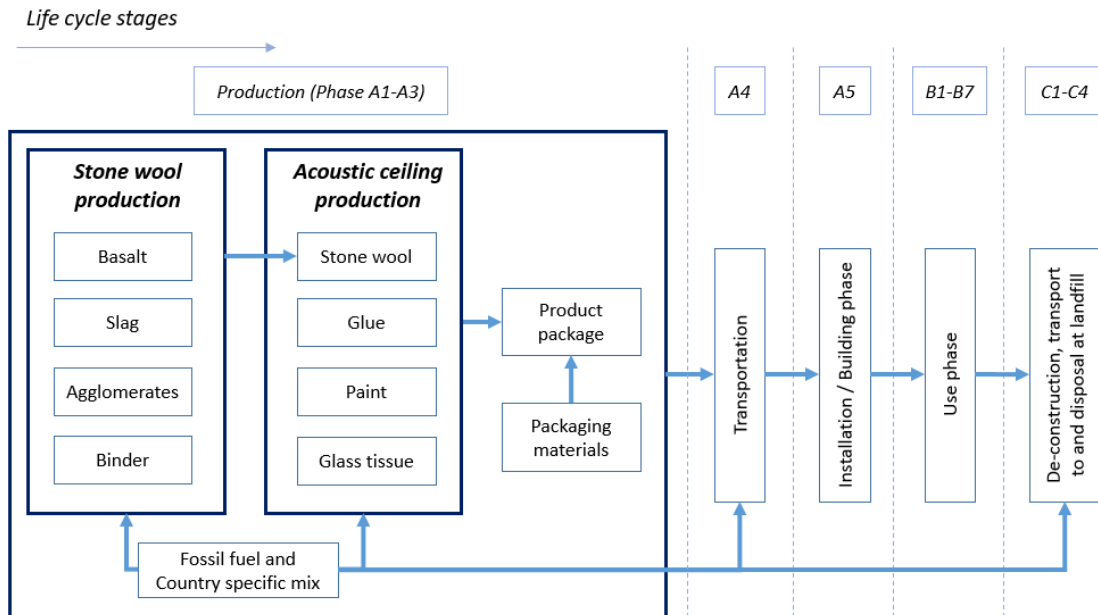 Life cycle stages
Production (Phase A1-A3)
A4
A5
B1-B7
C1-C4
Stone wool
production
Basalt
Slag
Agglomerates
Binder
Acoustic ceiling
production
Stone wool
Glue
Paint
Glass tissue
Product
package
Packaging
materials
Fossil fuel and
Country specific mix
Transportation
Installation / Building phase
Use phase
De-construction, transport
to and disposal at landfill